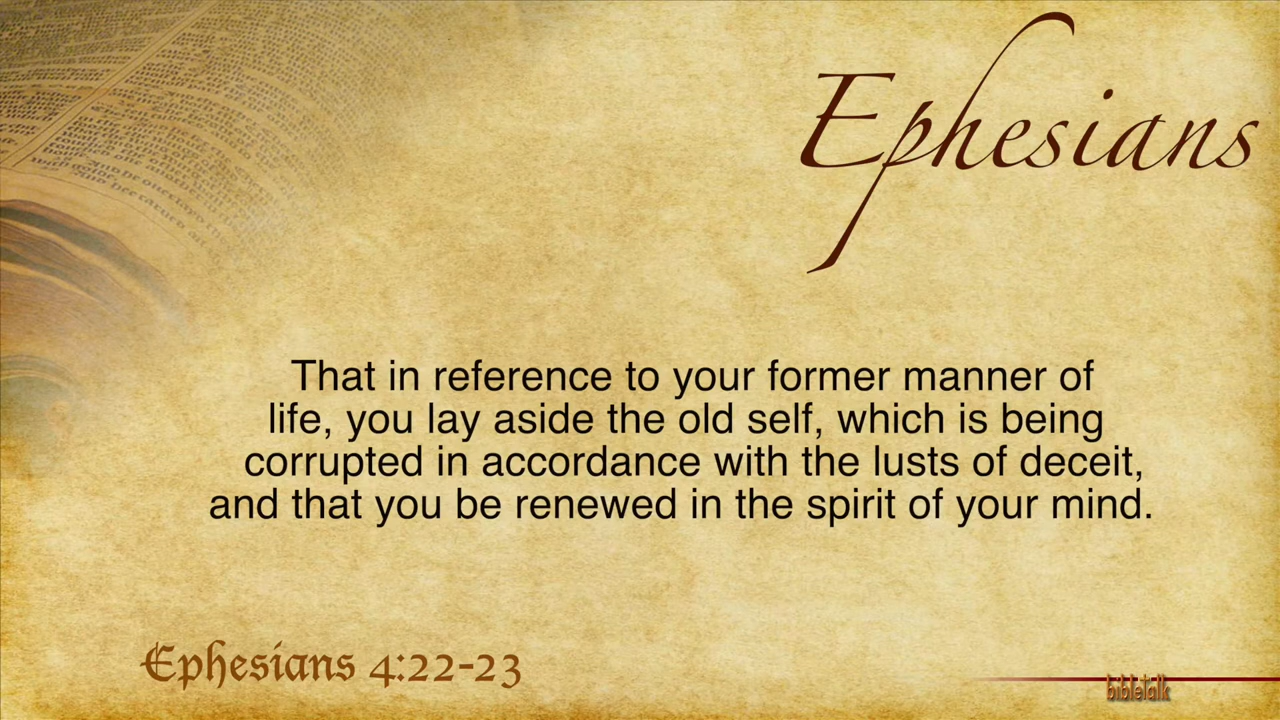 Ephesians
That in reference to your former manner of
life, you lay aside the old self, which is being
corrupted in accordance with the lusts of deceit,
and that you be renewed in the spirit of your mind.
Ephesians 4:22-23
bibletalk